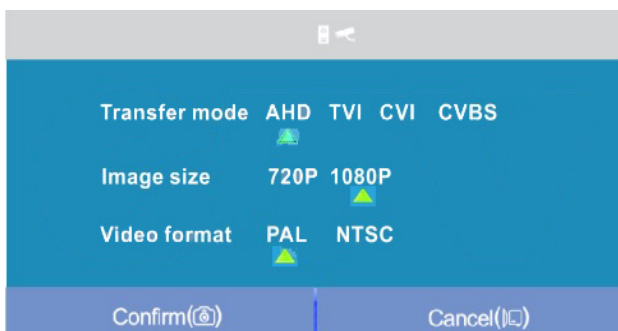 Transfer mode AHD TVI CVI CVBS
Image size 720P 1080P
Video format PAL NTSC
Confirm() Cancel()